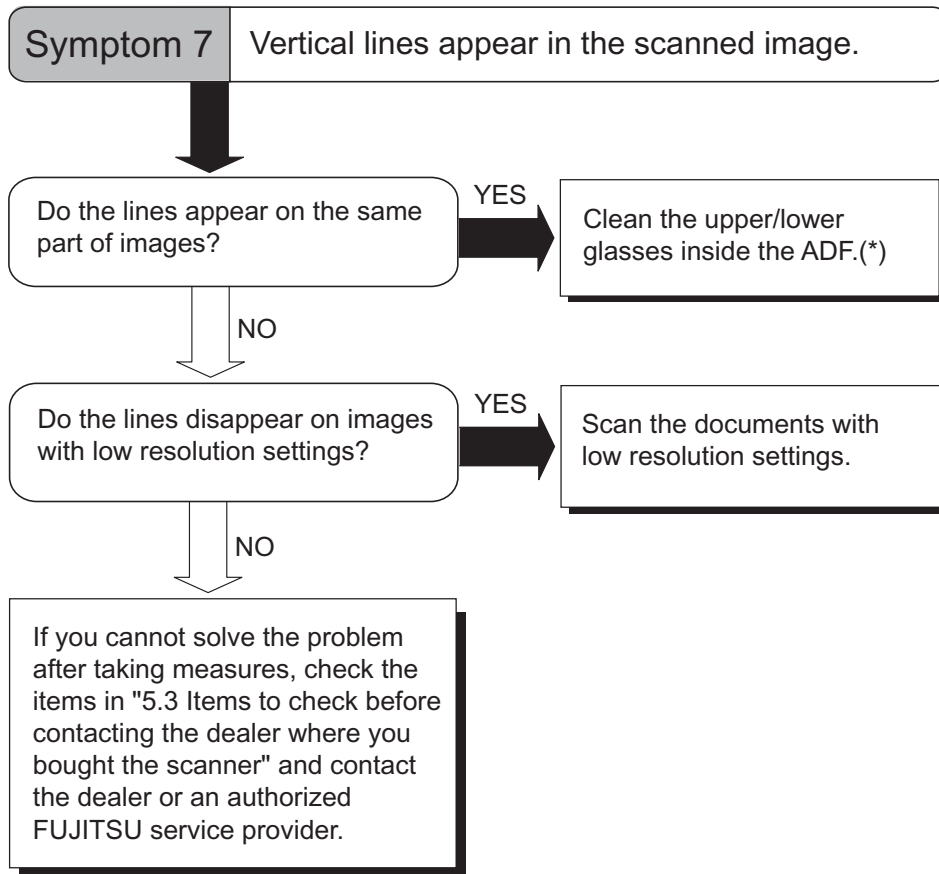 Symptom 7
Vertical lines appear in the scanned image.
Do the lines appear on the same
part of images?
YES
Clean the upper/lower
glasses inside the ADF.(*)
NO
Do the lines disappear on images
with low resolution settings?
YES
Scan the documents with
low resolution settings.
NO
If you cannot solve the problem
after taking measures, check the
items in "5.3 Items to check before
contacting the dealer where you
bought the scanner" and contact
the dealer or an authorized
FUJITSU service provider.